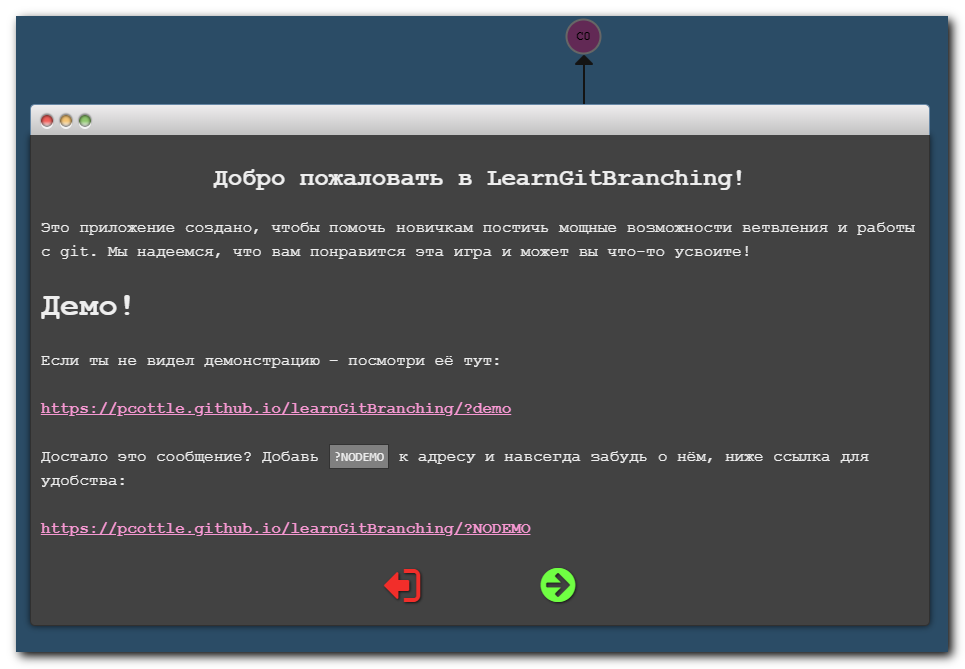 C0
Добро пожаловать в LearnGitBranching!
Это приложение создано, чтобы помочь новичкам постичь мощные возможности ветвления и работы
с git. Мы надеемся, что вам понравится эта игра и может вы что-то усвоите!
Демо!
Если ты не видел демонстрацию – посмотри её тут:
https://pcottle.github.io/learnGitBranching/?demo
Достало это сообщение? Добавь ?NODEMO к адресу и навсегда забудь о нём, ниже ссылка для
удобства:
https://pcottle.github.io/learnGitBranching/?NODEMO